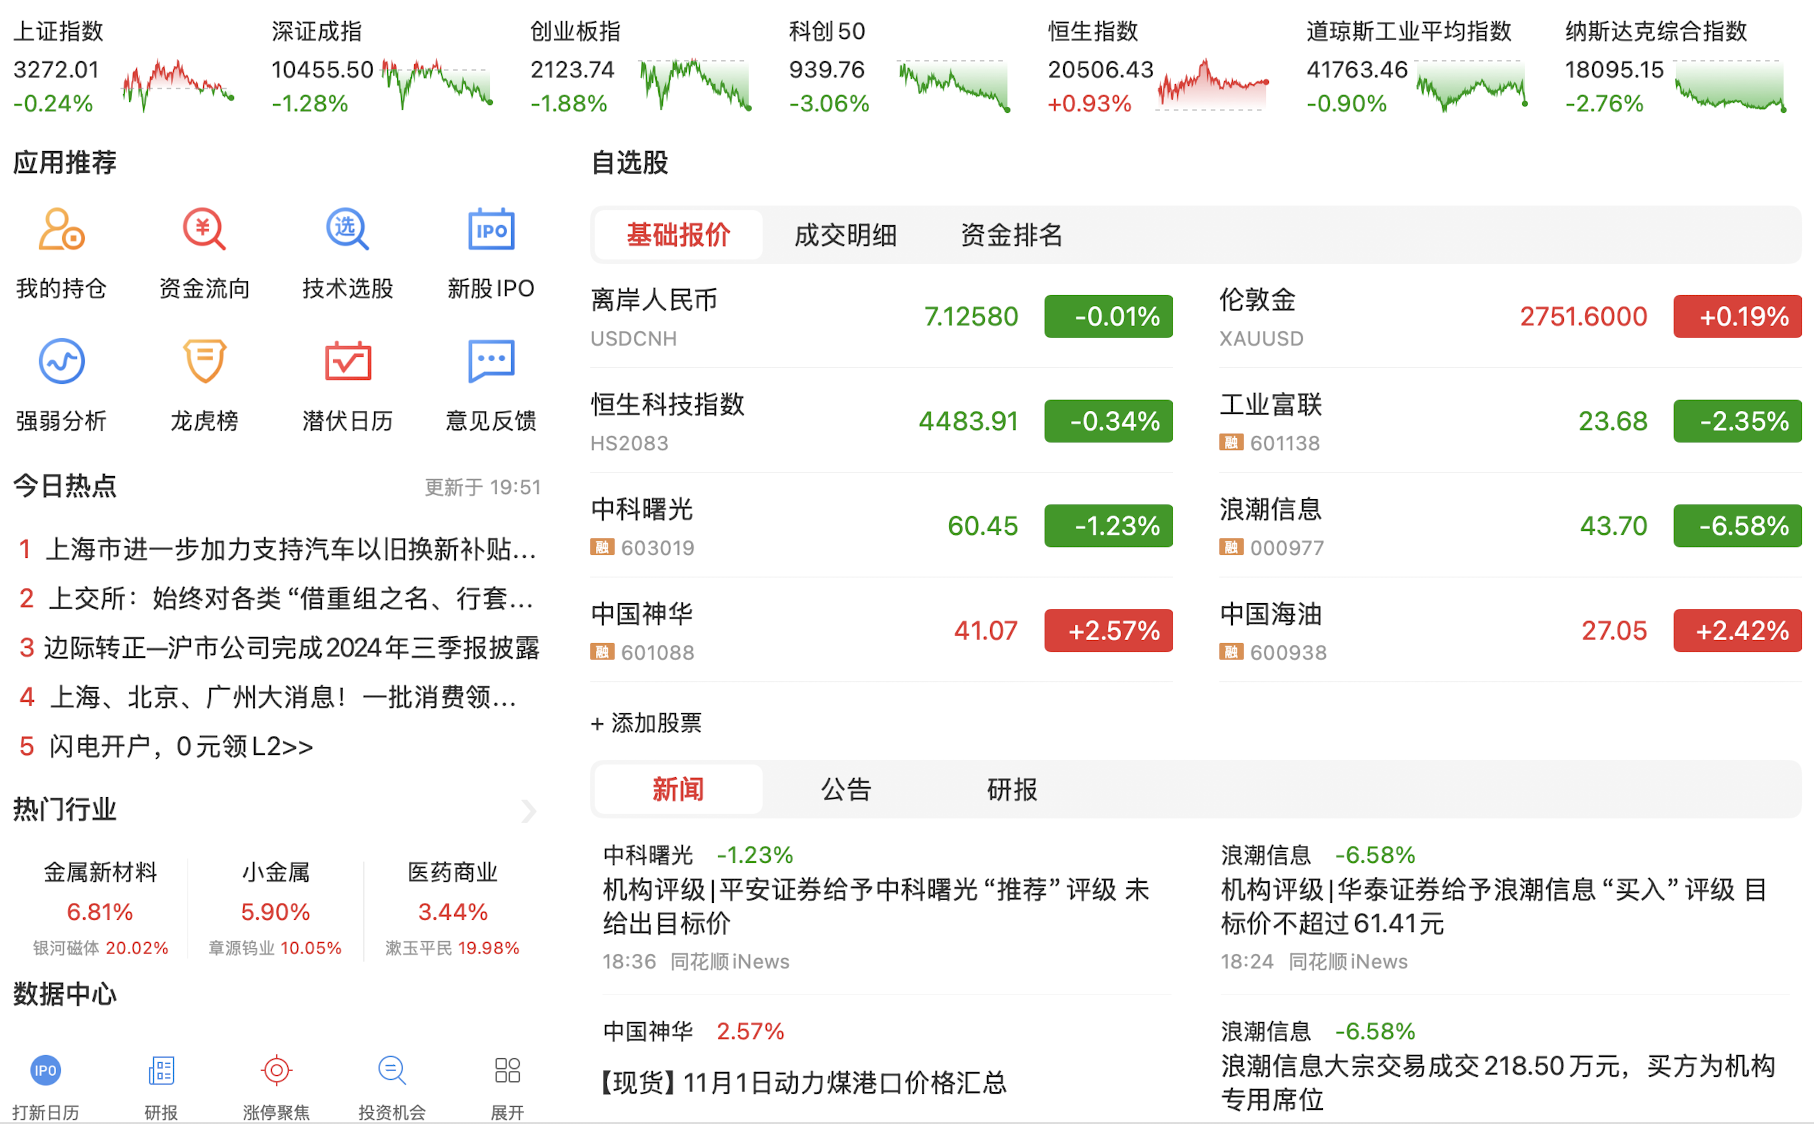 上证指数
3272.01
-0.24%
深证成指
10455.50
-1.28%
创业板指
2123.74
-1.88%
科创50
939.76
-3.06%
恒生指数
20506.43
+0.93%
道琼斯工业平均指数
41763.46
-0.90%
纳斯达克综合指数
18095.15
-2.76%
应用推荐
¥
选
IPO
我的持仓
资金流向
技术选股
新股IPO
强弱分析
龙虎榜
潜伏日历
意见反馈
今日热点
更新于 19:51
1 上海市进一步加力支持汽车以旧换新补贴...
2 上交所：始终对各类“借重组之名、行套...
3 边际转正—沪市公司完成2024年三季报披露
4 上海、北京、广州大消息！一批消费领...
5 闪电开户，0元领L2>>
热门行业
金属新材料
6.81%
银河磁体 20.02%
小金属
5.90%
章源钨业 10.05%
医药商业
3.44%
漱玉平民 19.98%
数据中心
IPO
打新日历
研报
涨停聚焦
投资机会
展开
自选股
基础报价
成交明细
资金排名
离岸人民币
USDCNH
7.12580
-0.01%
伦敦金
XAUUSD
2751.6000
+0.19%
恒生科技指数
HS2083
4483.91
-0.34%
工业富联
融 601138
23.68
-2.35%
中科曙光
融 603019
60.45
-1.23%
浪潮信息
融 000977
43.70
-6.58%
中国神华
融 601088
41.07
+2.57%
中国海油
融 600938
27.05
+2.42%
+ 添加股票
新闻
公告
研报
中科曙光 -1.23%
机构评级|平安证券给予中科曙光“推荐”评级 未
给出目标价
18:36 同花顺iNews
浪潮信息 -6.58%
机构评级|华泰证券给予浪潮信息“买入”评级 目
标价不超过61.41元
18:24 同花顺iNews
中国神华 2.57%
【现货】11月1日动力煤港口价格汇总
浪潮信息 -6.58%
浪潮信息大宗交易成交218.50万元，买方为机构
专用席位